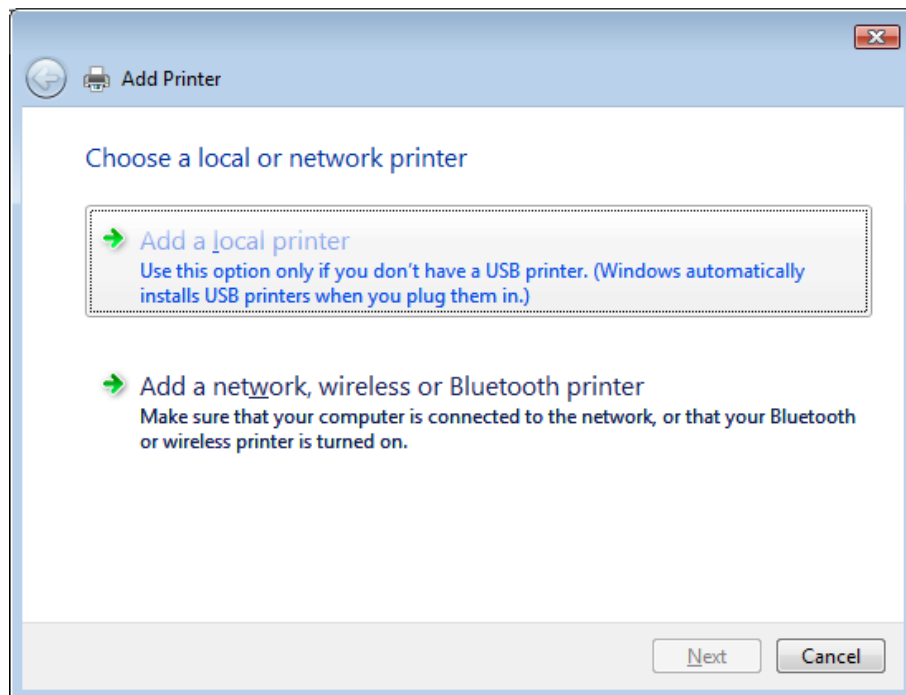 Add Printer
Choose a local or network printer
Add a local printer
Use this option only if you don't have a USB printer. (Windows automatically
installs USB printers when you plug them in.)
Add a network, wireless or Bluetooth printer
Make sure that your computer is connected to the network, or that your Bluetooth
or wireless printer is turned on.
Next
Cancel